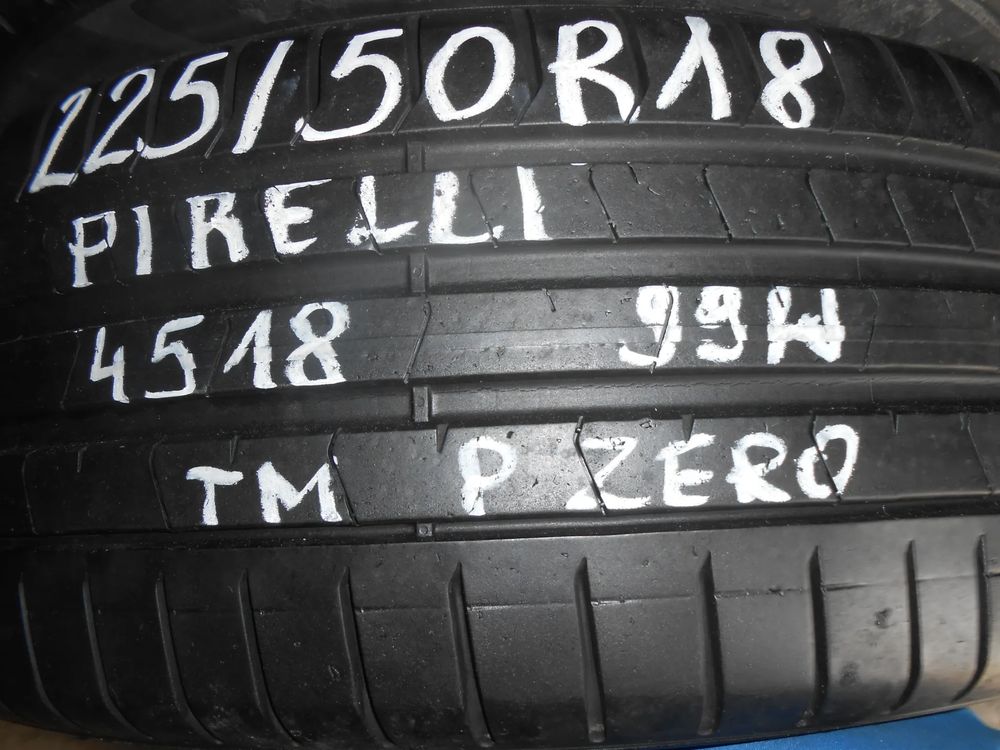 225/50R18
PIRELLI
4518 99W
TM P ZERO